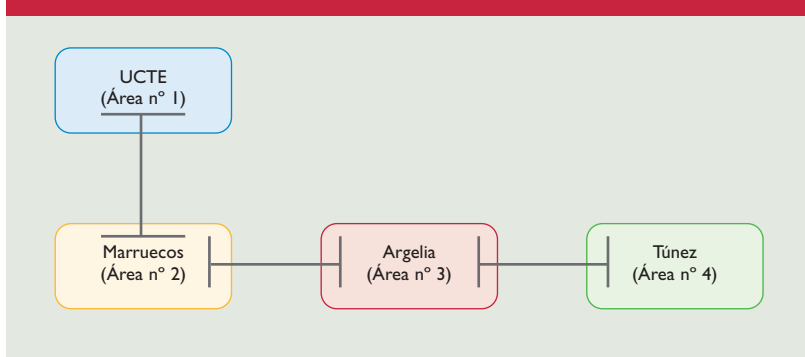 UCTE
(Área nº 1)
Marruecos
(Área nº 2)
Argelia
(Área nº 3)
Túnez
(Área nº 4)